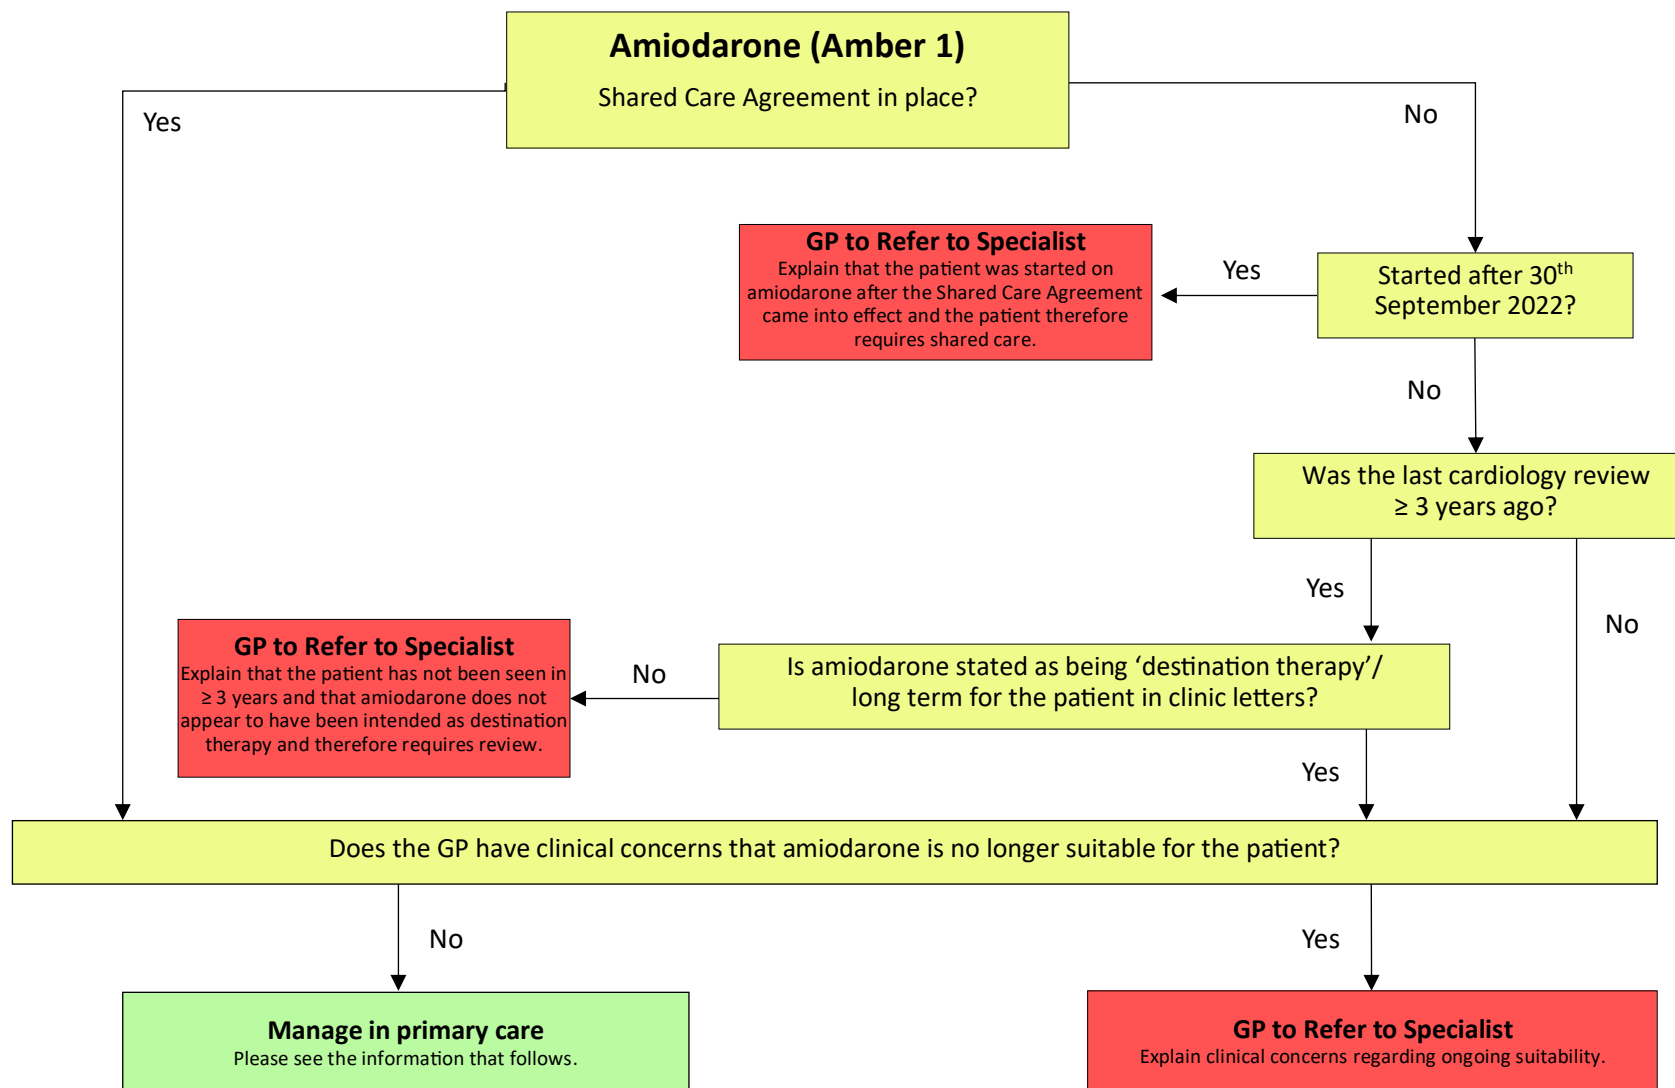 Amiodarone (Amber 1)
Shared Care Agreement in place?
Yes
No
GP to Refer to Specialist
Explain that the patient was started on
amiodarone after the Shared Care Agreement
came into effect and the patient therefore
requires shared care.
Yes
Started after 30th
September 2022?
No
Was the last cardiology review
≥ 3 years ago?
Yes
No
GP to Refer to Specialist
Explain that the patient has not been seen in
≥ 3 years and that amiodarone does not
appear to have been intended as destination
therapy and therefore requires review.
No
Is amiodarone stated as being ‘destination therapy’/
long term for the patient in clinic letters?
Yes
Does the GP have clinical concerns that amiodarone is no longer suitable for the patient?
No
Yes
Manage in primary care
Please see the information that follows.
GP to Refer to Specialist
Explain clinical concerns regarding ongoing suitability.